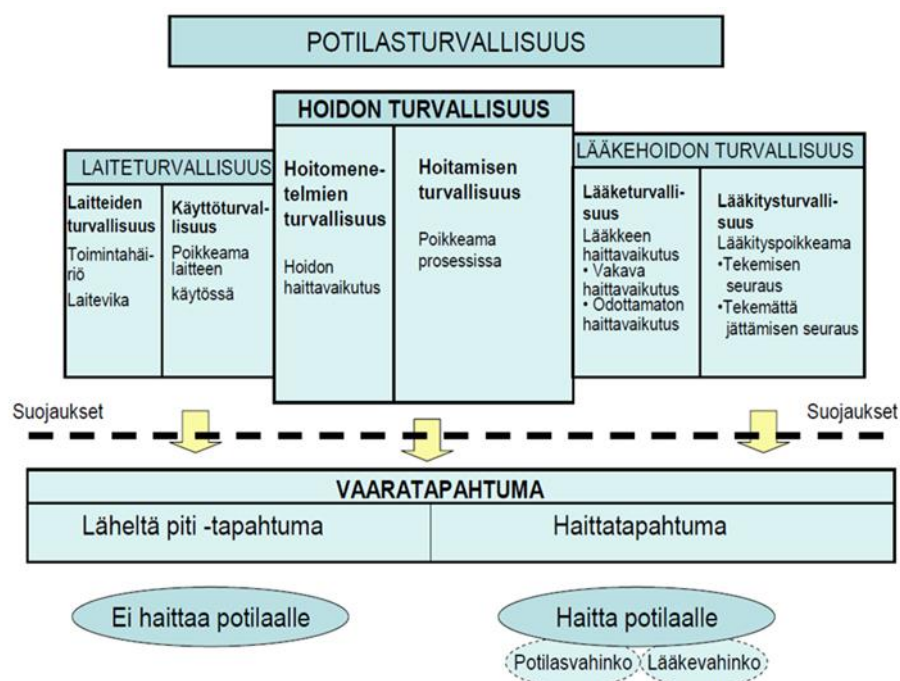 POTILASTURVALLISUUS
HOIDON TURVALLISUUS
Hoitomene-
telmien
turvallisuus
Hoidon
haittavaikutus
Hoitamisen
turvallisuus
Poikkeama
prosessissa
LAITETURVALLISUUS
Laitteiden
turvallisuus
Toimintahäi-
riö
Laitevika
Käyttöturval-
lisuus
Poikkeama
laitteen
käytössä
LÄÄKEHOIDON TURVALLISUUS
Lääketurvalli-
suus
Lääkkeen
haittavaikutus
• Vakava
haittavaikutus
• Odottamaton
haittavaikutus
Lääkitysturvalli-
suus
Lääkityspoikkeama
•Tekemisen
seuraus
•Tekemättä
jättämisen seuraus
Suojaukset
Suojaukset
VAARATAPAHTUMA
Läheltä piti -tapahtuma
Haittatapahtuma
Ei haittaa potilaalle
Haitta potilaalle
Potilasvahinko
Lääkevahinko